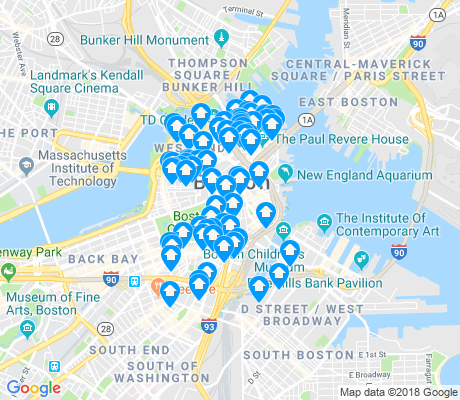 Terminal St
28
Webster Ave
Bunker Hill Monument
Meridian St
1A
90
THOMPSON
SQUARE
BUNKER HILL
CENTRAL-MAVERICK
SQUARE / PARIS STREET
Landmark's Kendall
Square Cinema
EAST BOSTON
TD
1A
THE PORT
WEST END
The Paul Revere House
Massachusetts
Institute of
Technology
New England Aquarium
The Institute Of
Contemporary Art
enway Park
BACK BAY
Boston Children's
Museum
Hills Bank Pavilion
90
90
Museum of Fine
Arts, Boston
D STREET / WEST
BROADWAY
93
28
SOUTH END
SOUTH OF
WASHINGTON
SOUTH BOSTON
E 1st St
E Broadway
Farragut
Google
Map data ©2018 Google